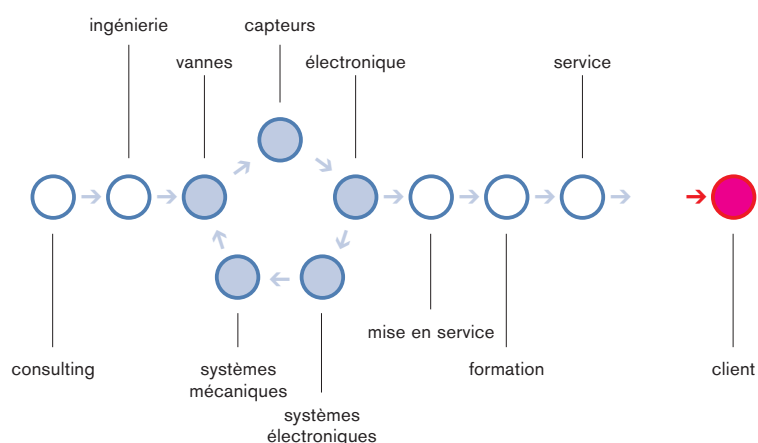 ingénierie
capteurs
vannes
électronique
service
mise en service
consulting
systèmes
mécaniques
formation
client
systèmes
électroniques